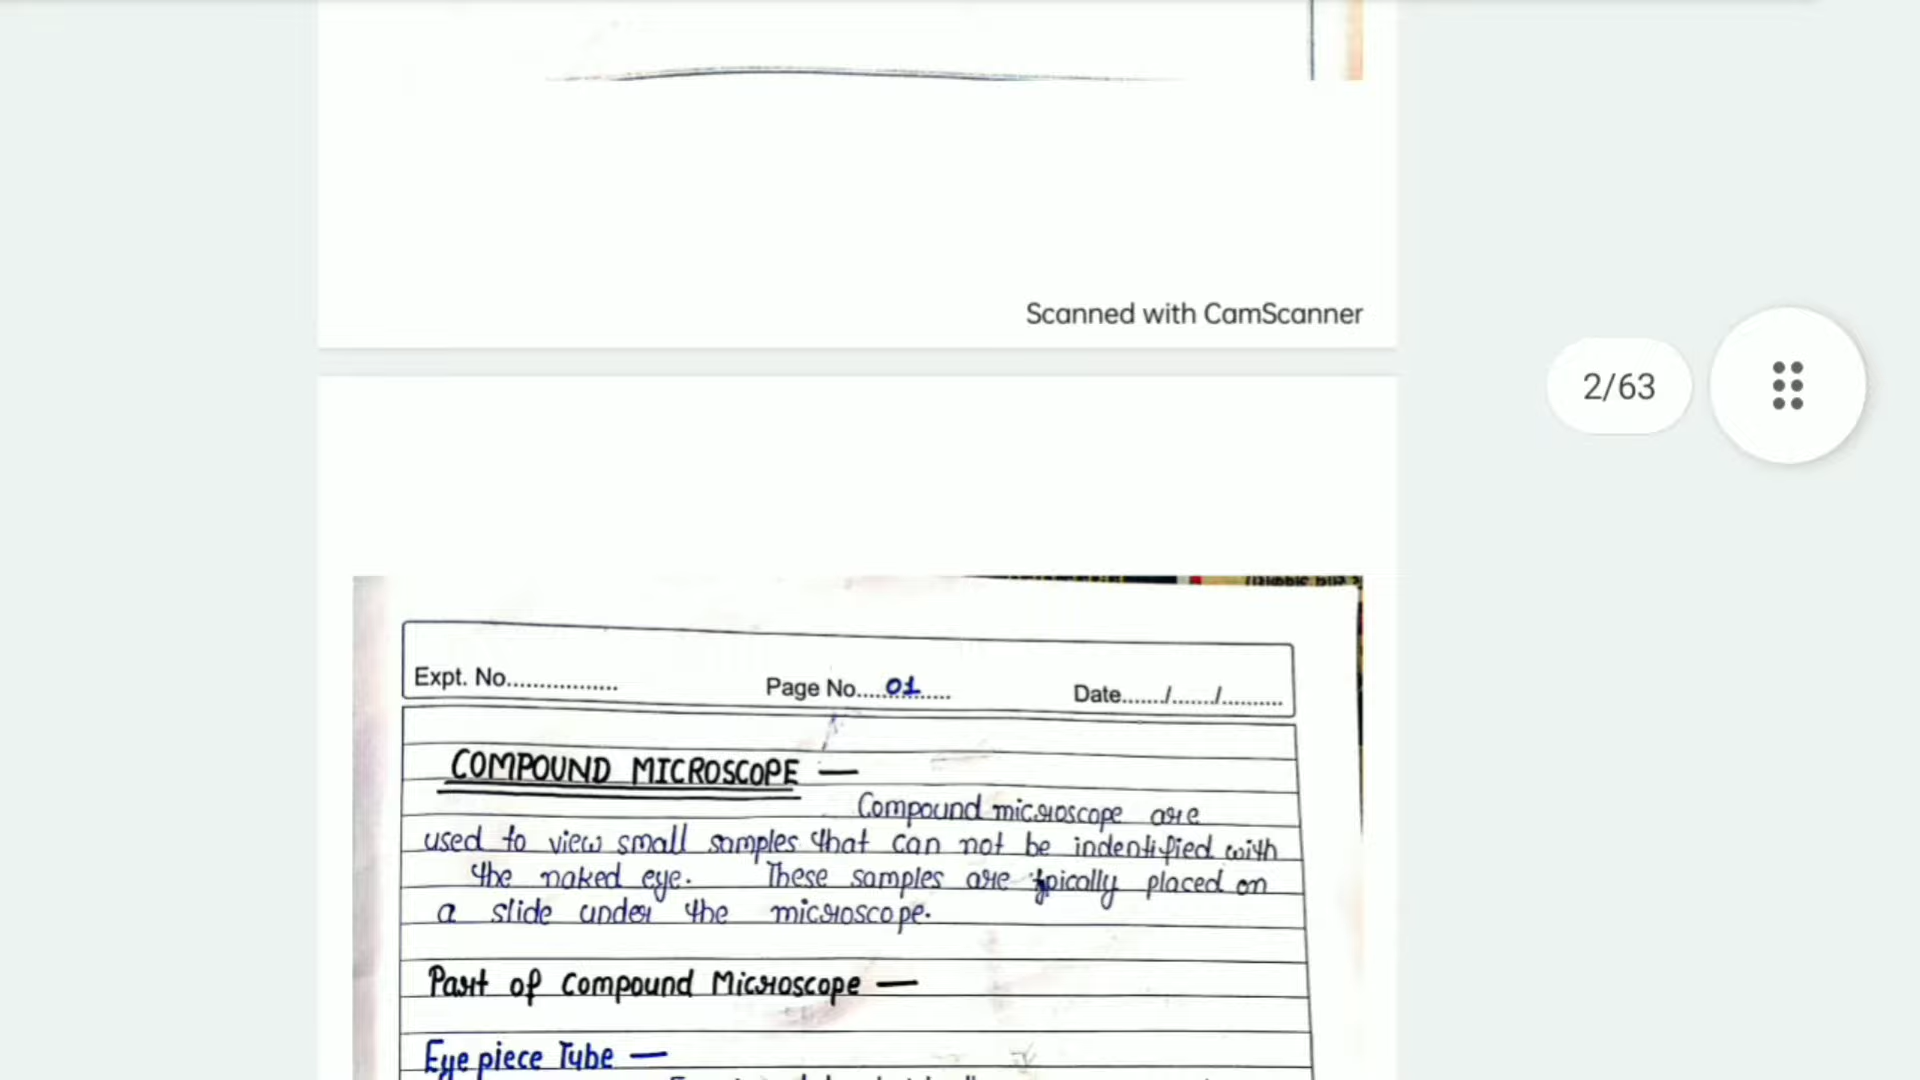 Scanned with CamScanner
2/63
Expt. No................. Page No.....01......... Date......./......./..........
COMPOUND MICROSCOPE —
Compound microscope are
used to view small samples that can not be indentified with
the naked eye. These samples are tpically placed on
a slide under the microscope.
Part of Compound Microscope —
Eye piece Tube —